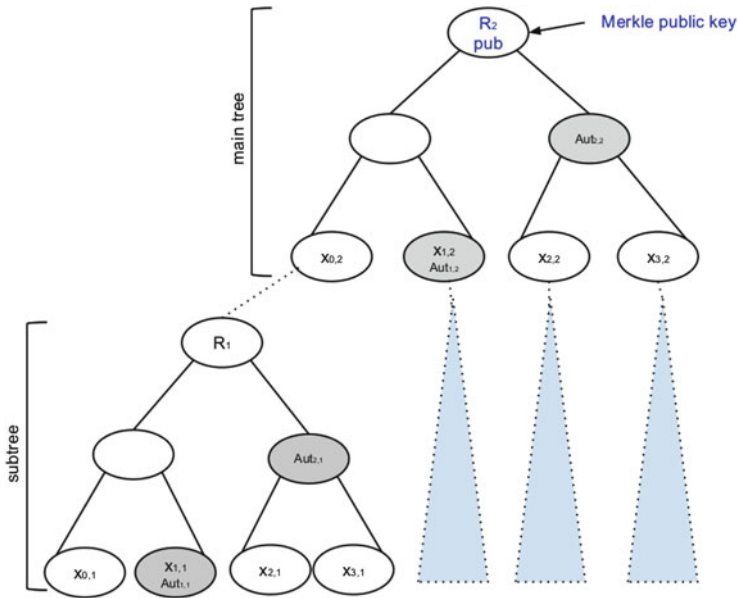 R2
pub
Merkle public key
main tree
Aut2,2
X0,2
X1,2
Aut1,2
X2,2
X3,2
R1
subtree
Aut2,1
X0,1
X1,1
Aut1,1
X2,1
X3,1